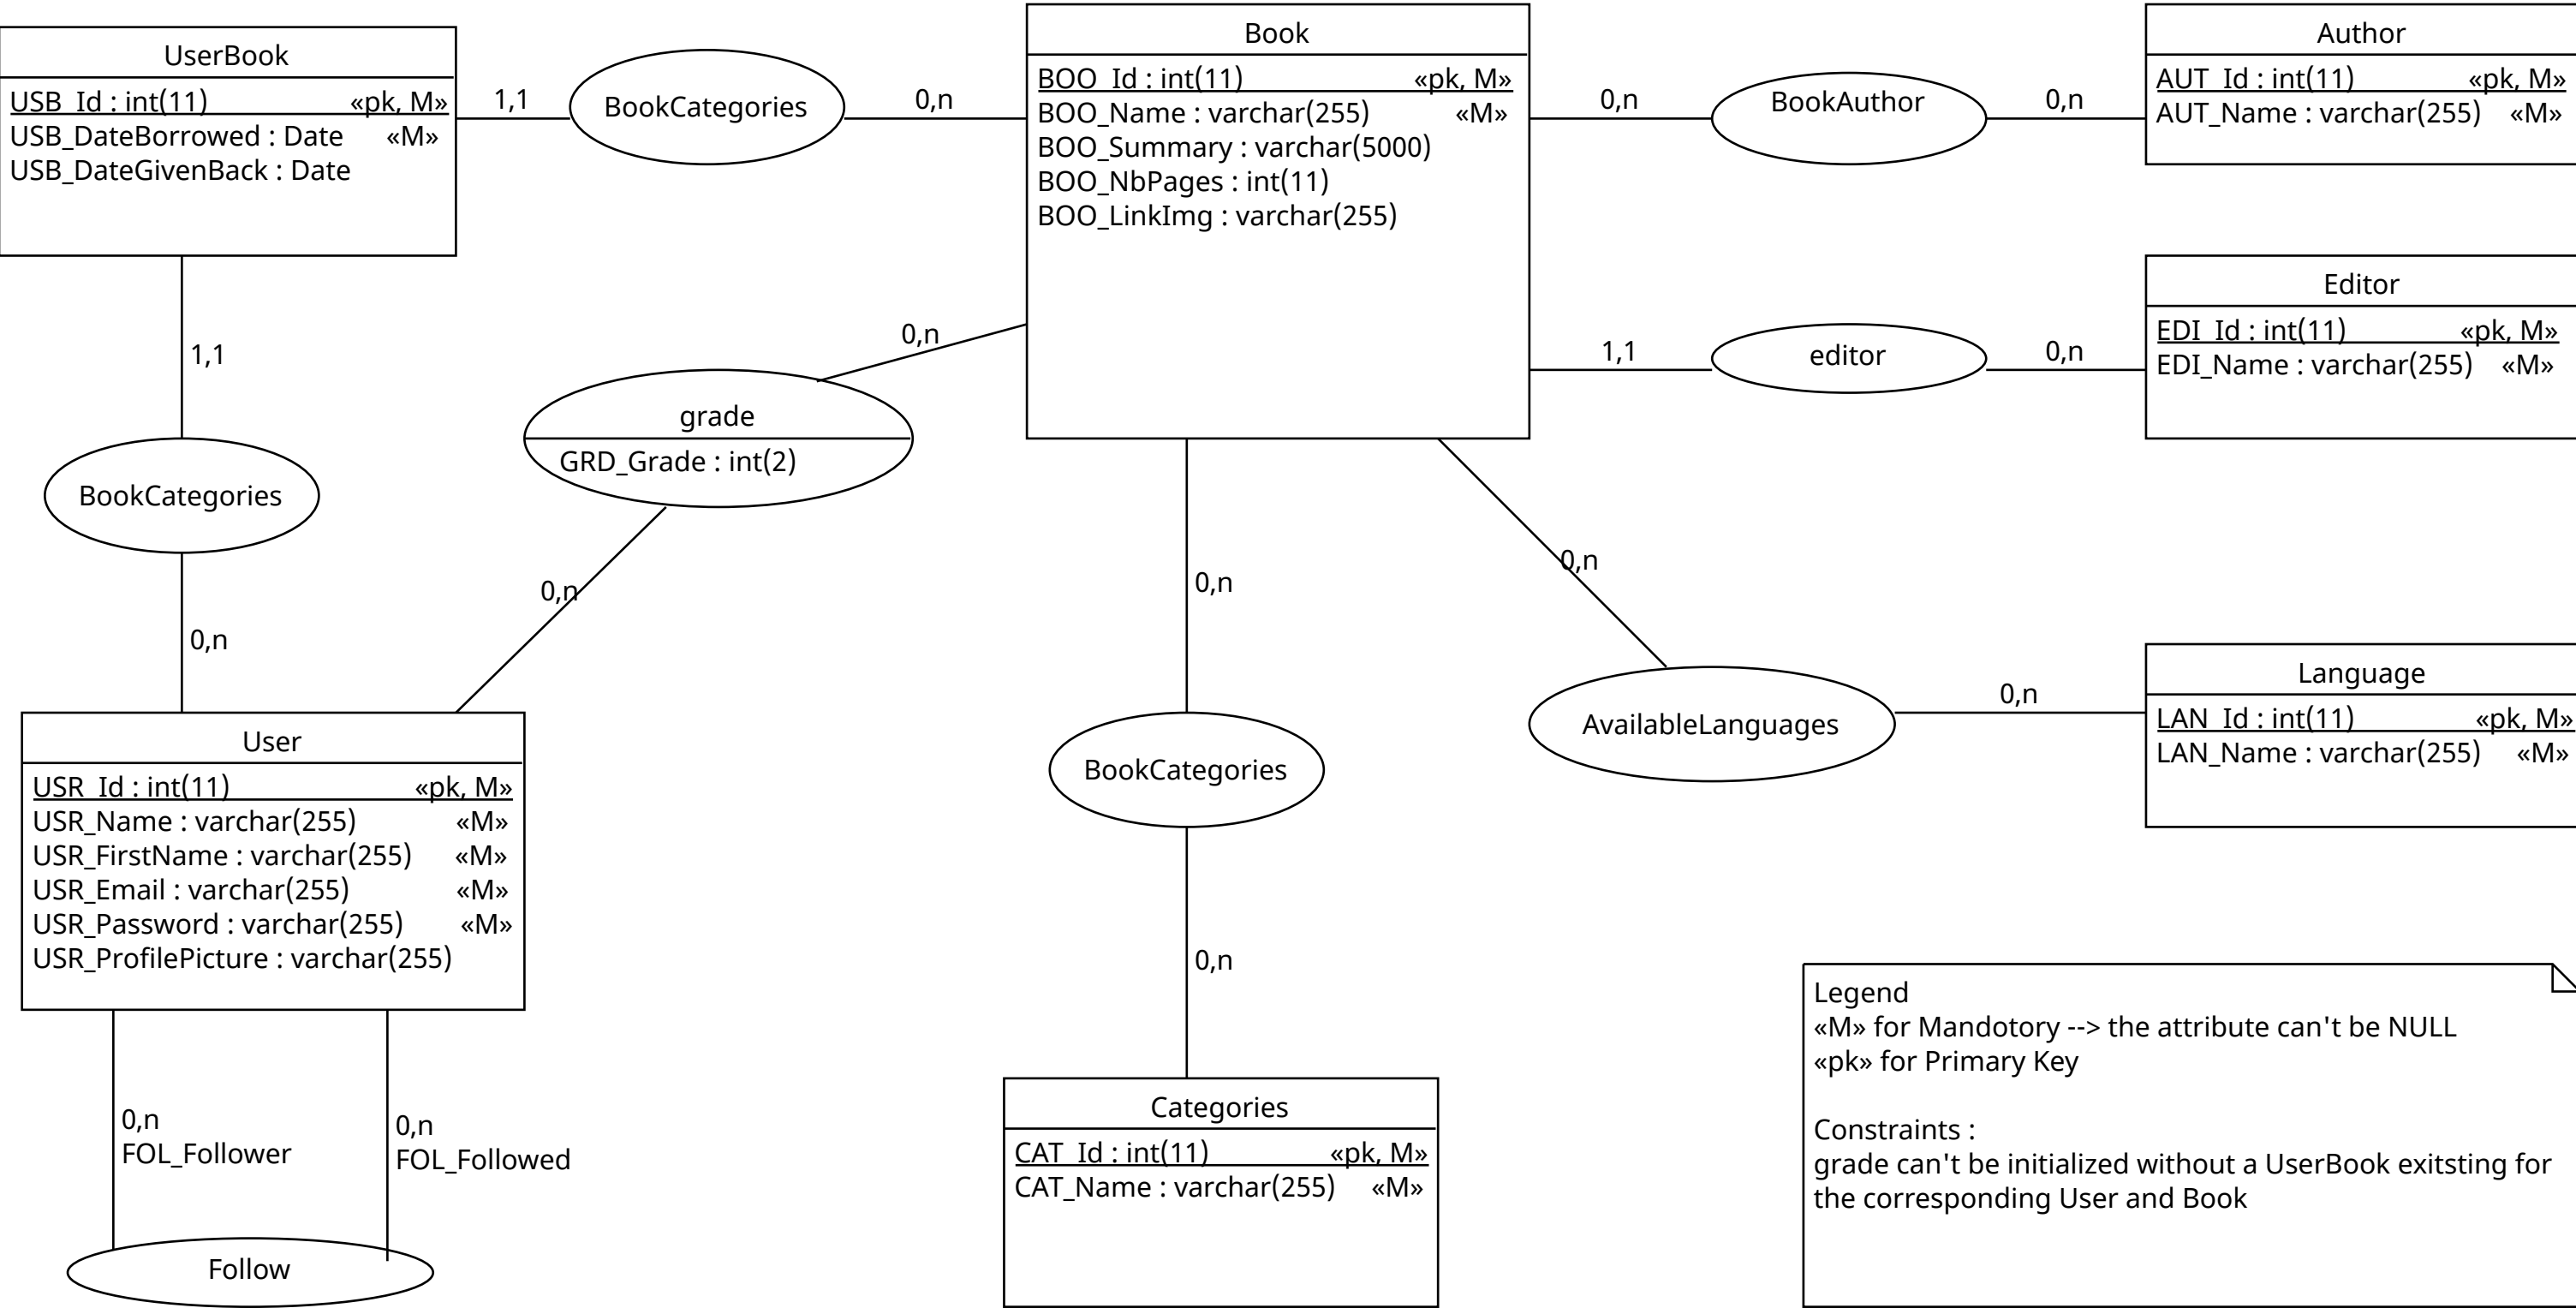 UserBook
USB_Id : int(11) «pk, M»
USB_DateBorrowed : Date «M»
USB_DateGivenBack : Date
1,1
BookCategories
0,n
Book
BOO_Id : int(11) «pk, M»
BOO_Name : varchar(255) «M»
BOO_Summary : varchar(5000)
BOO_NbPages : int(11)
BOO_LinkImg : varchar(255)
0,n
BookAuthor
0,n
Author
AUT_Id : int(11) «pk, M»
AUT_Name : varchar(255) «M»
1,1
editor
0,n
Editor
EDI_Id : int(11) «pk, M»
EDI_Name : varchar(255) «M»
1,1
BookCategories
0,n
0,n
grade
GRD_Grade : int(2)
0,n
0,n
BookCategories
0,n
0,n
AvailableLanguages
0,n
Language
LAN_Id : int(11) «pk, M»
LAN_Name : varchar(255) «M»
User
USR_Id : int(11) «pk, M»
USR_Name : varchar(255) «M»
USR_FirstName : varchar(255) «M»
USR_Email : varchar(255) «M»
USR_Password : varchar(255) «M»
USR_ProfilePicture : varchar(255)
0,n
FOL_Follower
0,n
FOL_Followed
Follow
Categories
CAT_Id : int(11) «pk, M»
CAT_Name : varchar(255) «M»
Legend
«M» for Mandotory --> the attribute can't be NULL
«pk» for Primary Key
Constraints :
grade can't be initialized without a UserBook exitsting for
the corresponding User and Book